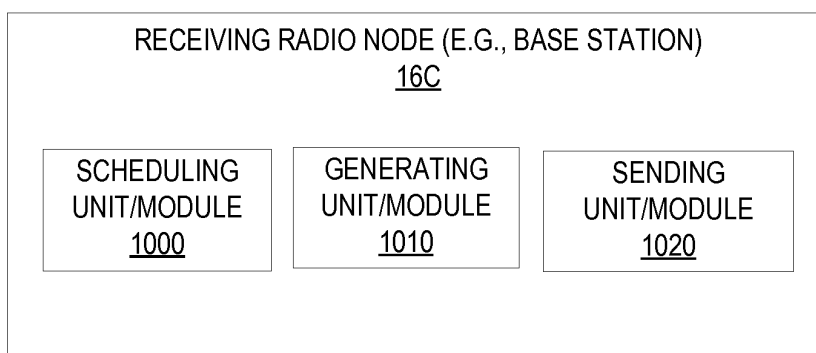 RECEIVING RADIO NODE (E.G., BASE STATION)
16C
SCHEDULING
UNIT/MODULE
1000
GENERATING
UNIT/MODULE
1010
SENDING
UNIT/MODULE
1020